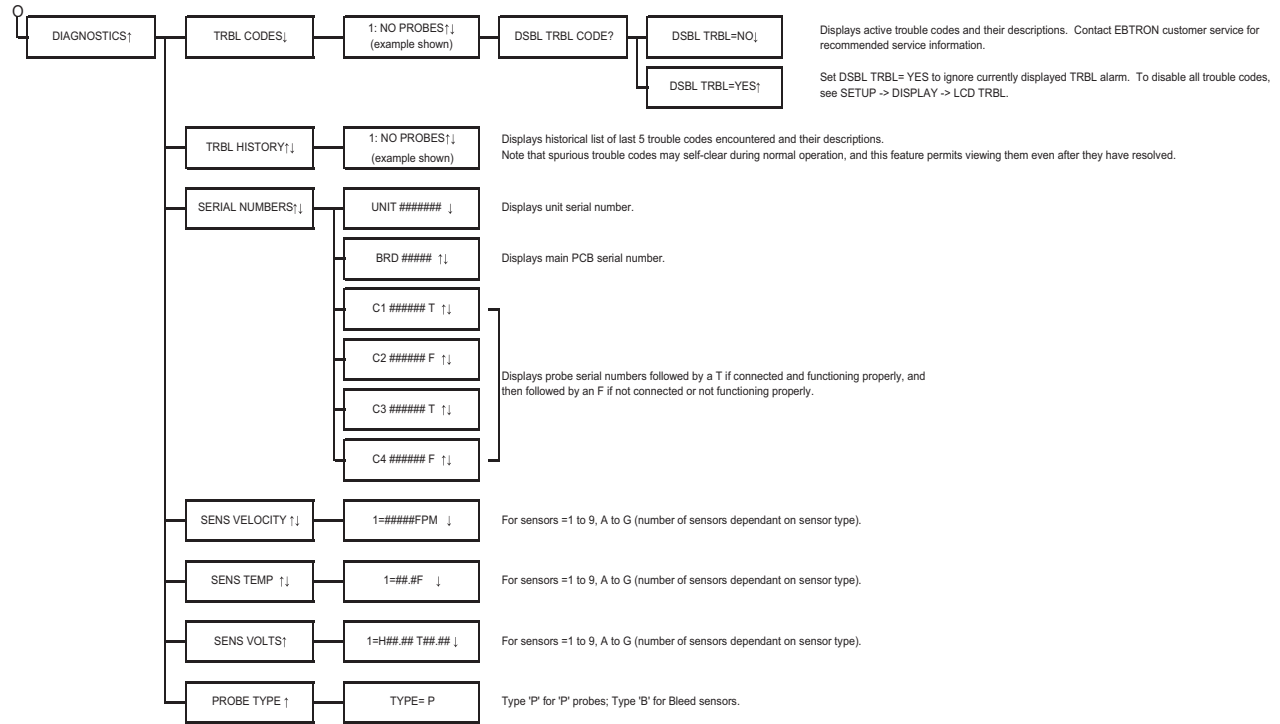 O
DIAGNOSTICS↑
TRBL CODES↓
1: NO PROBES↑↓
(example shown)
DSBL TRBL CODE?
DSBL TRBL=NO↓
Displays active trouble codes and their descriptions. Contact EBTRON customer service for
recommended service information.
DSBL TRBL=YES↑
Set DSBL TRBL= YES to ignore currently displayed TRBL alarm. To disable all trouble codes,
see SETUP -> DISPLAY -> LCD TRBL.
TRBL HISTORY↑↓
1: NO PROBES↑↓
(example shown)
Displays historical list of last 5 trouble codes encountered and their descriptions.
Note that spurious trouble codes may self-clear during normal operation, and this feature permits viewing them even after they have resolved.
SERIAL NUMBERS↑↓
UNIT ####### ↓
Displays unit serial number.
BRD ##### ↑↓
Displays main PCB serial number.
C1 ###### T ↑↓
C2 ###### F ↑↓
C3 ###### T ↑↓
C4 ###### F ↑↓
Displays probe serial numbers followed by a T if connected and functioning properly, and
then followed by an F if not connected or not functioning properly.
SENS VELOCITY ↑↓
1=#####FPM ↓
For sensors =1 to 9, A to G (number of sensors dependant on sensor type).
SENS TEMP ↑↓
1=##.#F ↓
For sensors =1 to 9, A to G (number of sensors dependant on sensor type).
SENS VOLTS↑
1=H##.## T##.## ↓
For sensors =1 to 9, A to G (number of sensors dependant on sensor type).
PROBE TYPE ↑
TYPE= P
Type 'P' for 'P' probes; Type 'B' for Bleed sensors.